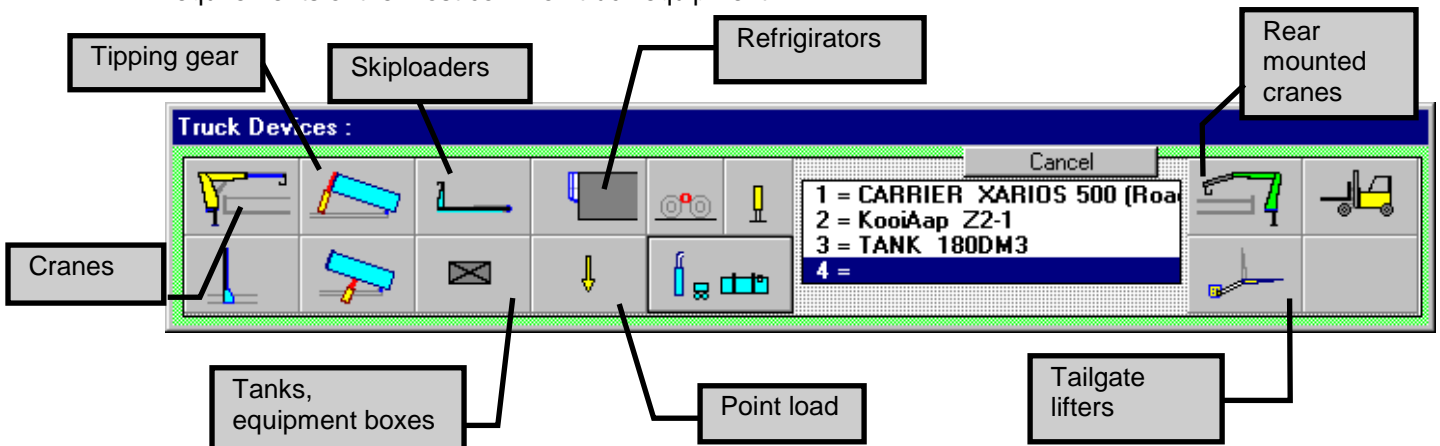 Tipping gear
Skiploaders
Refrigirators
Rear
mounted
cranes
Truck Devices :
Cancel
1 = CARRIER XARIOS 500 (Roa
2 = KooiAap Z2-1
3 = TANK 180DM3
4 =
Cranes
Tanks,
equipment boxes
Point load
Tailgate
lifters